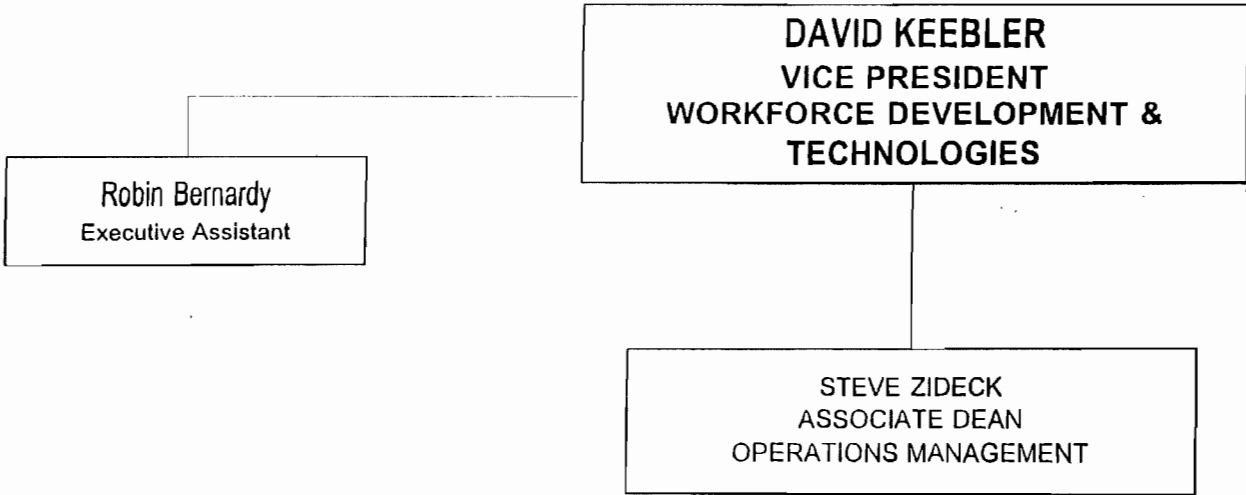 DAVID KEEBLER
VICE PRESIDENT
WORKFORCE DEVELOPMENT &
TECHNOLOGIES
Robin Bernardy
Executive Assistant
STEVE ZIDECK
ASSOCIATE DEAN
OPERATIONS MANAGEMENT